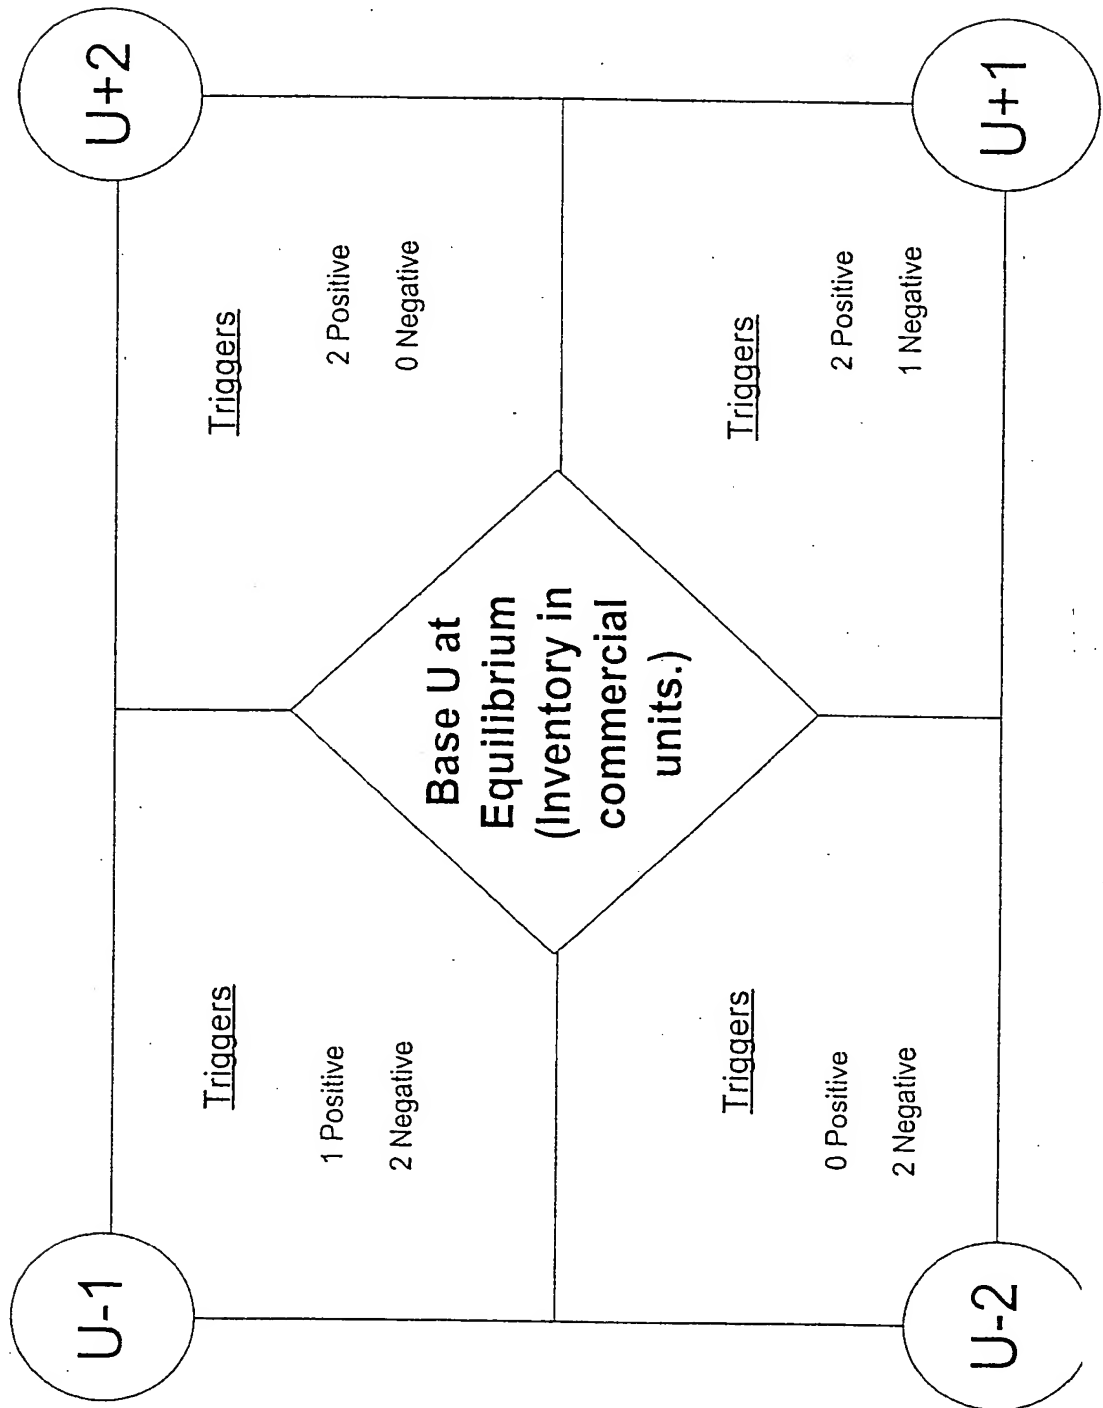 U-1
U+2
Triggers
1 Positive
2 Negative
Triggers
2 Positive
0 Negative
Base U at
Equilibrium
(Inventory in
commercial
units.)
Triggers
0 Positive
2 Negative
Triggers
2 Positive
1 Negative
U-2
U+1